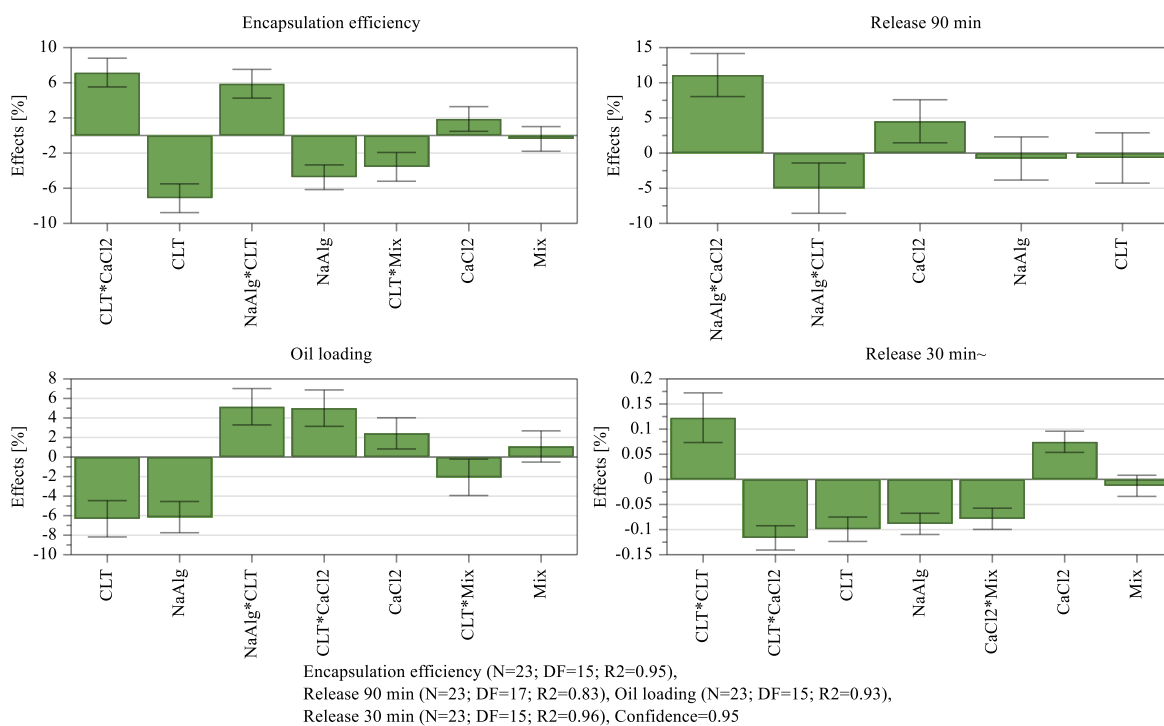 Encapsulation efficiency
Effects [%]
10
6
2
-2
-6
-10
CLT*CaCl2
CLT
NaAlg*CLT
NaAlg
CLT*Mix
CaCl2
Mix
Release 90 min
Effects [%]
15
10
5
0
-5
-10
NaAlg*CaCl2
NaAlg*CLT
CaCl2
NaAlg
CLT
Oil loading
Effects [%]
8
6
4
2
0
-2
-4
-6
-8
-10
CLT
NaAlg
NaAlg*CLT
CLT*CaCl2
CaCl2
CLT*Mix
Mix
Release 30 min~
Effects [%]
0.2
0.15
0.1
0.05
0
-0.05
-0.1
-0.15
CLT*CLT
CLT*CaCl2
CLT
NaAlg
CaCl2*Mix
CaCl2
Mix
Encapsulation efficiency (N=23; DF=15; R2=0.95),
Release 90 min (N=23; DF=17; R2=0.83), Oil loading (N=23; DF=15; R2=0.93),
Release 30 min (N=23; DF=15; R2=0.96), Confidence=0.95